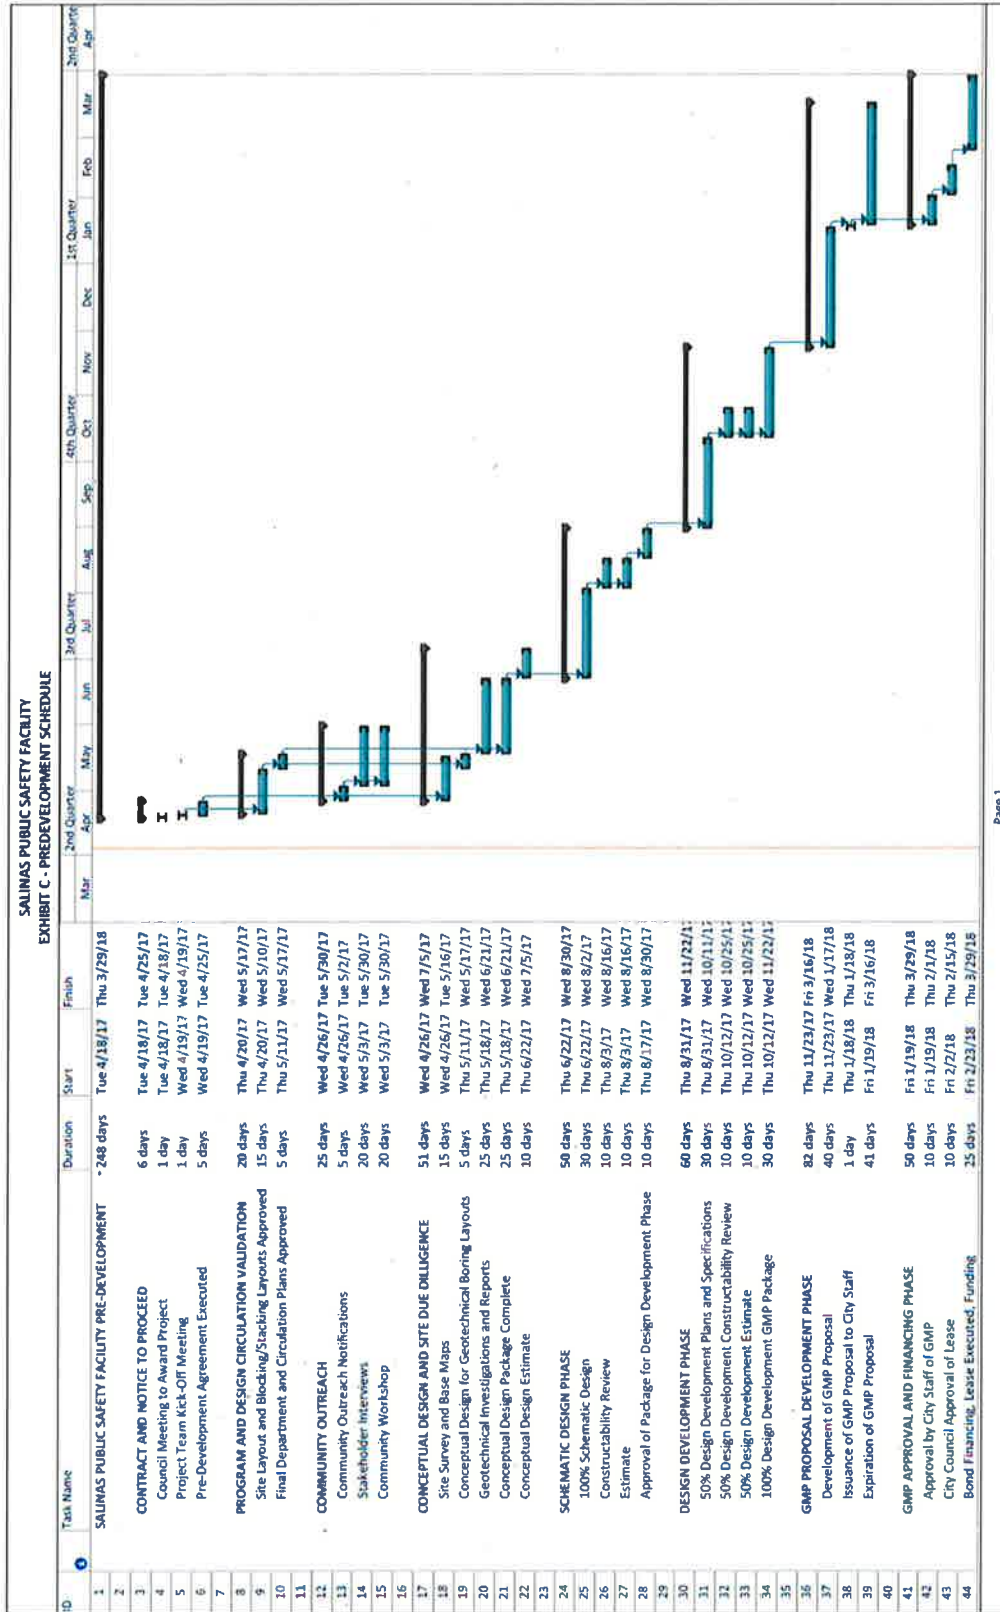 SALINAS PUBLIC SAFETY FACILITY
EXHIBIT C - PREDEVELOPMENT SCHEDULE
ID Task Name Duration Start Finish
2nd Quarter 3rd Quarter 4th Quarter 1st Quarter 2nd Quarter
Mar Apr May Jun Jul Aug Sep Oct Nov Dec Jan Feb Mar Apr
1 SALINAS PUBLIC SAFETY FACILITY PRE-DEVELOPMENT 248 days Tue 4/18/17 Thu 3/29/18
2
3 CONTRACT AND NOTICE TO PROCEED 6 days Tue 4/18/17 Tue 4/25/17
4 Council Meeting to Award Project 1 day Tue 4/18/17 Tue 4/18/17
5 Project Team Kick-Off Meeting 1 day Wed 4/19/17 Wed 4/19/17
6 Pre-Development Agreement Executed 5 days Wed 4/19/17 Tue 4/25/17
7
8 PROGRAM AND DESIGN CIRCULATION VALIDATION 20 days Thu 4/20/17 Wed 5/17/17
9 Site Layout and Blocking/Stacking Layouts Approved 15 days Thu 4/20/17 Wed 5/10/17
10 Final Department and Circulation Plans Approved 5 days Thu 5/11/17 Wed 5/17/17
11
12 COMMUNITY OUTREACH 25 days Wed 4/26/17 Tue 5/30/17
13 Community Outreach Notifications 5 days Wed 4/26/17 Tue 5/2/17
14 Stakeholder Interviews 20 days Wed 5/3/17 Tue 5/30/17
15 Community Workshop 20 days Wed 5/3/17 Tue 5/30/17
16
17 CONCEPTUAL DESIGN AND SITE DUE DILLIGENCE 51 days Wed 4/26/17 Wed 7/5/17
18 Site Survey and Base Maps 15 days Wed 4/26/17 Tue 5/16/17
19 Conceptual Design for Geotechnical Boring Layouts 5 days Thu 5/11/17 Wed 5/17/17
20 Geotechnical Investigations and Reports 25 days Thu 5/18/17 Wed 6/21/17
21 Conceptual Design Package Complete 25 days Thu 5/18/17 Wed 6/21/17
22 Conceptual Design Estimate 10 days Thu 6/22/17 Wed 7/5/17
23
24 SCHEMATIC DESIGN PHASE 50 days Thu 6/22/17 Wed 8/30/17
25 100% Schematic Design 30 days Thu 6/22/17 Wed 8/2/17
26 Constructability Review 10 days Thu 8/3/17 Wed 8/16/17
27 Estimate 10 days Thu 8/3/17 Wed 8/16/17
28 Approval of Package for Design Development Phase 10 days Thu 8/17/17 Wed 8/30/17
29
30 DESIGN DEVELOPMENT PHASE 60 days Thu 8/31/17 Wed 11/22/1
31 50% Design Development Plans and Specifications 30 days Thu 8/31/17 Wed 10/11/1
32 50% Design Development Constructability Review 10 days Thu 10/12/17 Wed 10/25/1
33 50% Design Development Estimate 10 days Thu 10/12/17 Wed 10/25/1
34 100% Design Development GMP Package 30 days Thu 10/12/17 Wed 11/22/1
35
36 GMP PROPOSAL DEVELOPMENT PHASE 82 days Thu 11/23/17 Fri 3/16/18
37 Development of GMP Proposal 40 days Thu 11/23/17 Wed 1/17/18
38 Issuance of GMP Proposal to City Staff 1 day Thu 1/18/18 Thu 1/18/18
39 Expiration of GMP Proposal 41 days Fri 1/19/18 Fri 3/16/18
40
41 GMP APPROVAL AND FINANCING PHASE 50 days Fri 1/19/18 Thu 3/29/18
42 Approval by City Staff of GMP 10 days Fri 1/19/18 Thu 2/1/18
43 City Council Approval of Lease 10 days Fri 2/2/18 Thu 2/15/18
44 Bond Financing, Lease Executed, Funding 25 days Fri 2/23/18 Thu 3/29/18
Page 1